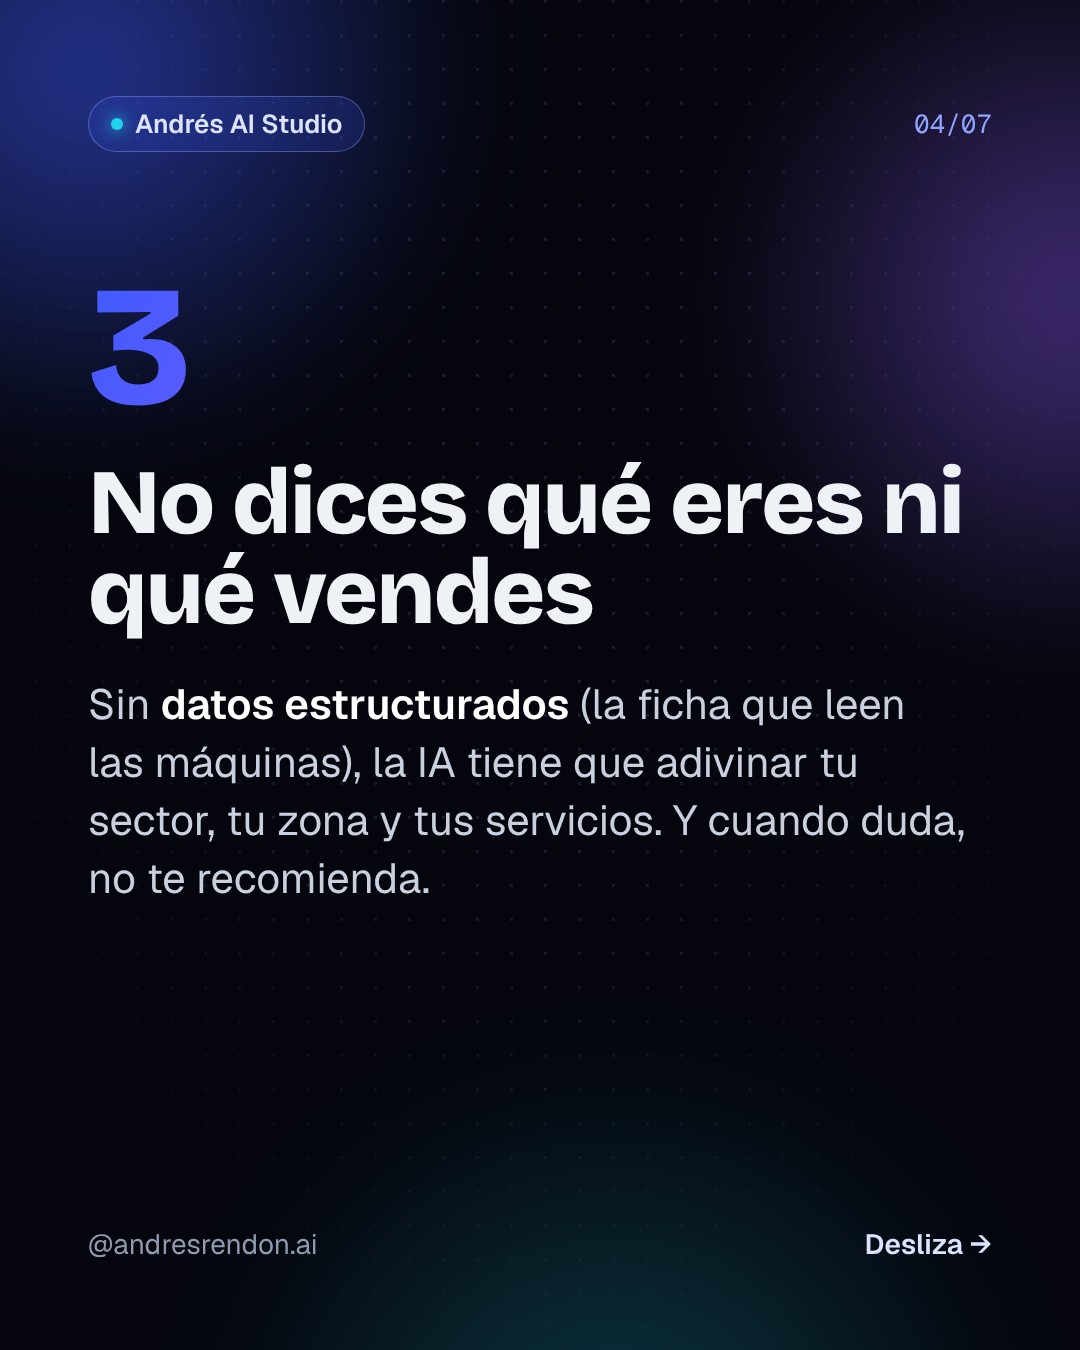 Andrés AI Studio
04/07
3
No dices qué eres ni
qué vendes
Sin datos estructurados (la ficha que leen
las máquinas), la IA tiene que adivinar tu
sector, tu zona y tus servicios. Y cuando duda,
no te recomienda.
@andresrendon.ai
Desliza →